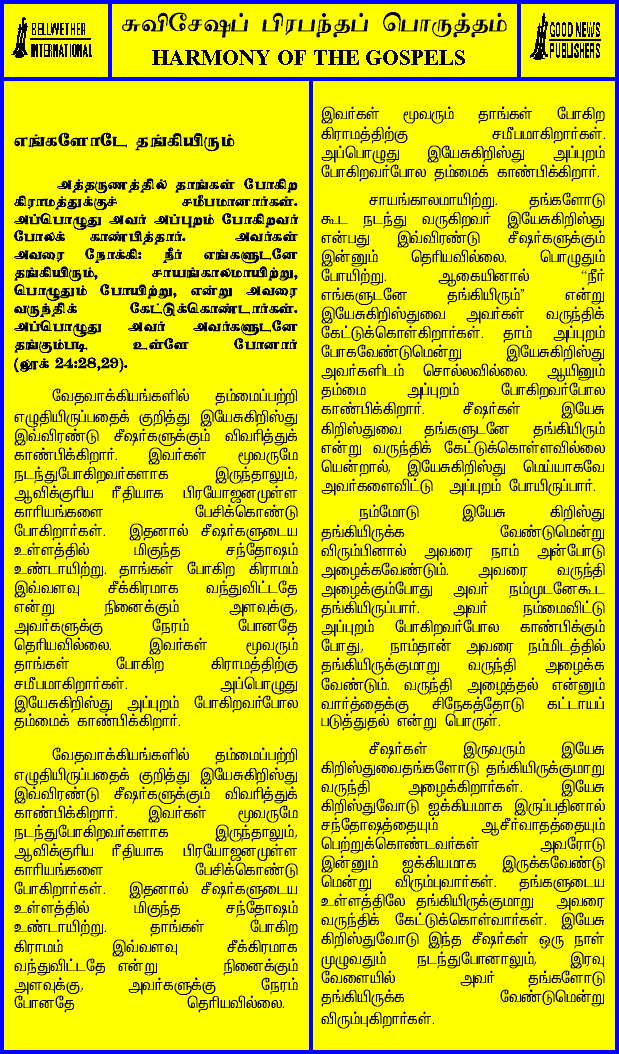 BELLWETHER
INTERNATIONAL
சுவிசேஷப் பிரபந்தப் பொருத்தம்
HARMONY OF THE GOSPELS
GOOD NEWS
PUBLISHERS
எங்களோடே தங்கியிரும்
அத்தருணத்தில் தாங்கள் போகிற
கிராமத்துக்குச் சமீபமானார்கள்.
அப்பொழுது அவர் அப்புறம் போகிறவர்
போலக் காண்பித்தார். அவர்கள்
அவரை நோக்கி: நீர் எங்களுடனே
தங்கியிரும், சாயங்காலமாயிற்று,
பொழுதும் போயிற்று, என்று அவரை
வருந்திக் கேட்டுக்கொண்டார்கள்.
அப்பொழுது அவர் அவர்களுடனே
தங்கும்படி உள்ளே போனார்
(லூக் 24:28,29).
வேதவாக்கியங்களில் தம்மைப்பற்றி
எழுதியிருப்பதைக் குறித்து இயேசுகிறிஸ்து
இவ்விரண்டு சீஷர்களுக்கும் விவரித்துக்
காண்பிக்கிறார். இவர்கள் மூவருமே
நடந்துபோகிறவர்களாக இருந்தாலும்,
ஆவிக்குரிய ரீதியாக பிரயோஜனமுள்ள
காரியங்களை பேசிக்கொண்டு
போகிறார்கள். இதனால் சீஷர்களுடைய
உள்ளத்தில் மிகுந்த சந்தோஷம்
உண்டாயிற்று. தாங்கள் போகிற கிராமம்
இவ்வளவு சீக்கிரமாக வந்துவிட்டதே
என்று நினைக்கும் அளவுக்கு,
அவர்களுக்கு நேரம் போனதே
தெரியவில்லை. இவர்கள் மூவரும்
தாங்கள் போகிற கிராமத்திற்கு
சமீபமாகிறார்கள். அப்பொழுது
இயேசுகிறிஸ்து அப்புறம் போகிறவர்போல
தம்மைக் காண்பிக்கிறார்.
வேதவாக்கியங்களில் தம்மைப்பற்றி
எழுதியிருப்பதைக் குறித்து இயேசுகிறிஸ்து
இவ்விரண்டு சீஷர்களுக்கும் விவரித்துக்
காண்பிக்கிறார். இவர்கள் மூவருமே
நடந்துபோகிறவர்களாக இருந்தாலும்,
ஆவிக்குரிய ரீதியாக பிரயோஜனமுள்ள
காரியங்களை பேசிக்கொண்டு
போகிறார்கள். இதனால் சீஷர்களுடைய
உள்ளத்தில் மிகுந்த சந்தோஷம்
உண்டாயிற்று. தாங்கள் போகிற
கிராமம் இவ்வளவு சீக்கிரமாக
வந்துவிட்டதே என்று நினைக்கும்
அளவுக்கு, அவர்களுக்கு நேரம்
போனதே தெரியவில்லை.
இவர்கள் மூவரும் தாங்கள் போகிற
கிராமத்திற்கு சமீபமாகிறார்கள்.
அப்பொழுது இயேசுகிறிஸ்து அப்புறம்
போகிறவர்போல தம்மைக் காண்பிக்கிறார்.
சாயங்காலமாயிற்று. தங்களோடு
கூட நடந்து வருகிறவர் இயேசுகிறிஸ்து
என்பது இவ்விரண்டு சீஷர்களுக்கும்
இன்னும் தெரியவில்லை. பொழுதும்
போயிற்று. ஆகையினால் “நீர்
எங்களுடனே தங்கியிரும்” என்று
இயேசுகிறிஸ்துவை அவர்கள் வருந்திக்
கேட்டுக்கொள்கிறார்கள். தாம் அப்புறம்
போகவேண்டுமென்று இயேசுகிறிஸ்து
அவர்களிடம் சொல்லவில்லை. ஆயினும்
தம்மை அப்புறம் போகிறவர்போல
காண்பிக்கிறார். சீஷர்கள் இயேசு
கிறிஸ்துவை தங்களுடனே தங்கியிரும்
என்று வருந்திக் கேட்டுக்கொள்ளவில்லை
யென்றால், இயேசுகிறிஸ்து மெய்யாகவே
அவர்களைவிட்டு அப்புறம் போயிருப்பார்.
நம்மோடு இயேசு கிறிஸ்து
தங்கியிருக்க வேண்டுமென்று
விரும்பினால் அவரை நாம் அன்போடு
அழைக்கவேண்டும். அவரை வருந்தி
அழைக்கும்போது அவர் நம்முடனேகூட
தங்கியிருப்பார். அவர் நம்மைவிட்டு
அப்புறம் போகிறவர்போல காண்பிக்கும்
போது, நாம்தான் அவரை நம்மிடத்தில்
தங்கியிருக்குமாறு வருந்தி அழைக்க
வேண்டும். வருந்தி அழைத்தல் என்னும்
வார்த்தைக்கு சிநேகத்தோடு கட்டாயப்
படுத்துதல் என்று பொருள்.
சீஷர்கள் இருவரும் இயேசு
கிறிஸ்துவைதங்களோடு தங்கியிருக்குமாறு
வருந்தி அழைக்கிறார்கள். இயேசு
கிறிஸ்துவோடு ஐக்கியமாக இருப்பதினால்
சந்தோஷத்தையும் ஆசீர்வாதத்தையும்
பெற்றுக்கொண்டவர்கள் அவரோடு
இன்னும் ஐக்கியமாக இருக்கவேண்டு
மென்று விரும்புவார்கள். தங்களுடைய
உள்ளத்திலே தங்கியிருக்குமாறு அவரை
வருந்திக் கேட்டுக்கொள்வார்கள். இயேசு
கிறிஸ்துவோடு இந்த சீஷர்கள் ஒரு நாள்
முழுவதும் நடந்துபோனாலும், இரவு
வேளையில் அவர் தங்களோடு
தங்கியிருக்க வேண்டுமென்று
விரும்புகிறார்கள்.